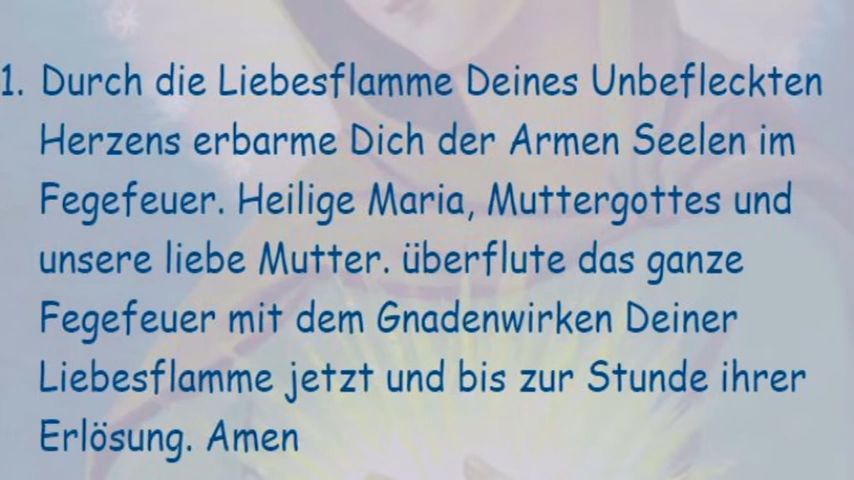 1. Durch die Liebesflamme Deines Unbefleckten
Herzens erbarme Dich der Armen Seelen im
Fegefeuer. Heilige Maria, Muttergottes und
unsere liebe Mutter. überflute das ganze
Fegefeuer mit dem Gnadenwirken Deiner
Liebesflamme jetzt und bis zur Stunde ihrer
Erlösung. Amen